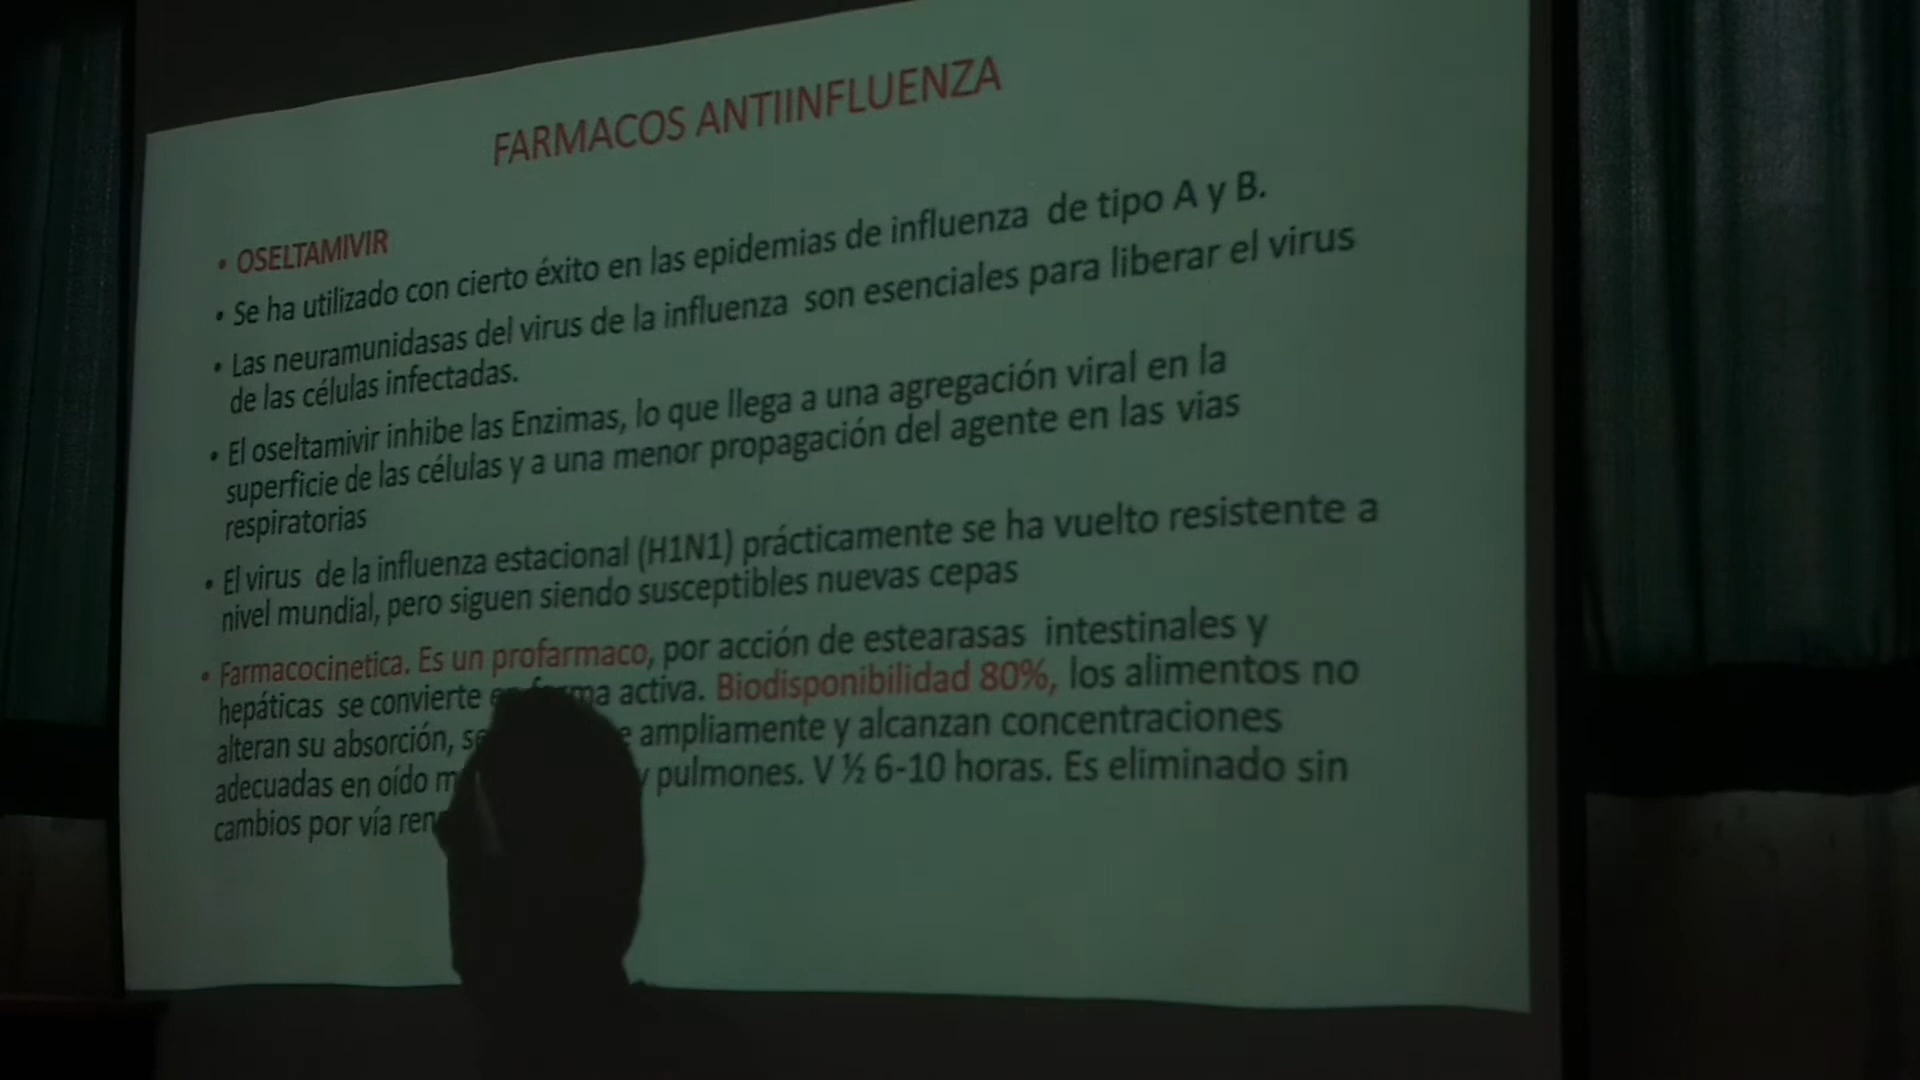 FARMACOS ANTIINFLUENZA
• OSELTAMIVIR
• Se ha utilizado con cierto éxito en las epidemias de influenza de tipo A y B.
• Las neuramunidasas del virus de la influenza son esenciales para liberar el virus
de las células infectadas.
• El oseltamivir inhibe las Enzimas, lo que llega a una agregación viral en la
superficie de las células y a una menor propagación del agente en las vias
respiratorias
• El virus de la influenza estacional (H1N1) prácticamente se ha vuelto resistente a
nivel mundial, pero siguen siendo susceptibles nuevas cepas
• Farmacocinetica. Es un profarmaco, por acción de estearasas intestinales y
hepáticas se convierte activa. Biodisponibilidad 80%, los alimentos no
alteran su absorción, ampliamente y alcanzan concentraciones
adecuadas en oído y pulmones. V ½ 6-10 horas. Es eliminado sin
cambios por vía